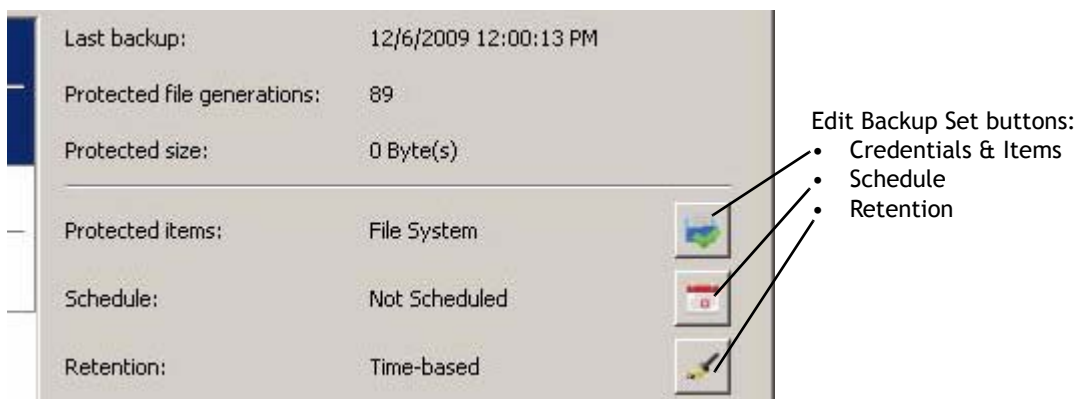 Last backup: 12/6/2009 12:00:13 PM
Protected file generations: 89
Protected size: 0 Byte(s)
Protected items: File System
Schedule: Not Scheduled
Retention: Time-based
Edit Backup Set buttons:
• Credentials & Items
• Schedule
• Retention